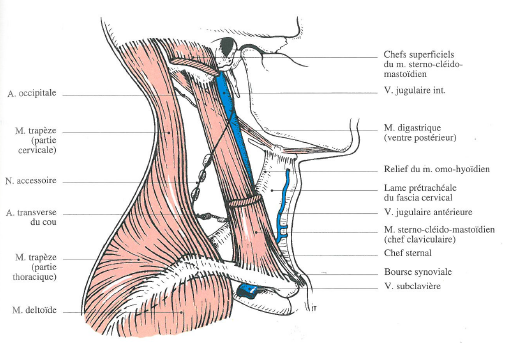 A. occipitale
M. trapèze
(partie
cervicale)
N. accessoire
A. transverse
du cou
M. trapèze
(partie
thoracique)
M. deltoïde
Chefs superficiels
du m. sterno-cléido-
mastoïdien
V. jugulaire int.
M. digastrique
(ventre postérieur)
Relief du m. omo-hyoïdien
Lame prétrachéale
du fascia cervical
V. jugulaire antérieure
M. sterno-cléido-mastoïdien
(chef claviculaire)
Chef sternal
Bourse synoviale
V. subclavière